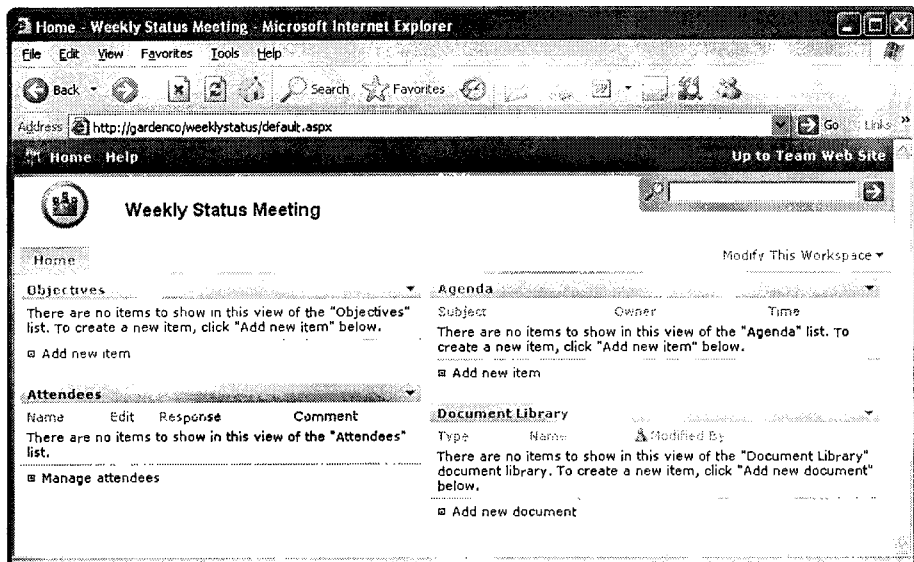 Home - Weekly Status Meeting - Microsoft Internet Explorer
File Edit View Favorites Tools Help
Back Search Favorites
Address http://gardenco/weeklystatus/default.aspx Go Links »
Home Help Up to Team Web Site
Weekly Status Meeting
Home Modify This Workspace
Objectives
There are no items to show in this view of the "Objectives"
list. To create a new item, click "Add new item" below.
Add new item
Attendees
Name Edit Response Comment
There are no items to show in this view of the "Attendees"
list.
Manage attendees
Agenda
Subject Owner Time
There are no items to show in this view of the "Agenda" list. To
create a new item, click "Add new item" below.
Add new item
Document Library
Type Name Modified By
There are no items to show in this view of the "Document Library"
document library. To create a new item, click "Add new document"
below.
Add new document